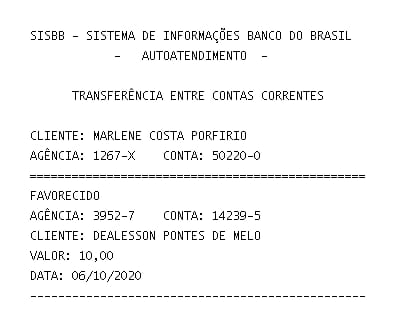 SISBB - SISTEMA DE INFORMAÇÕES BANCO DO BRASIL
- AUTOATENDIMENTO -
TRANSFERÊNCIA ENTRE CONTAS CORRENTES
CLIENTE: MARLENE COSTA PORFIRIO
AGÊNCIA: 1267-X CONTA: 50220-0
================================================
FAVORECIDO
AGÊNCIA: 3952-7 CONTA: 14239-5
CLIENTE: DEALESSON PONTES DE MELO
VALOR: 10,00
DATA: 06/10/2020
------------------------------------------------